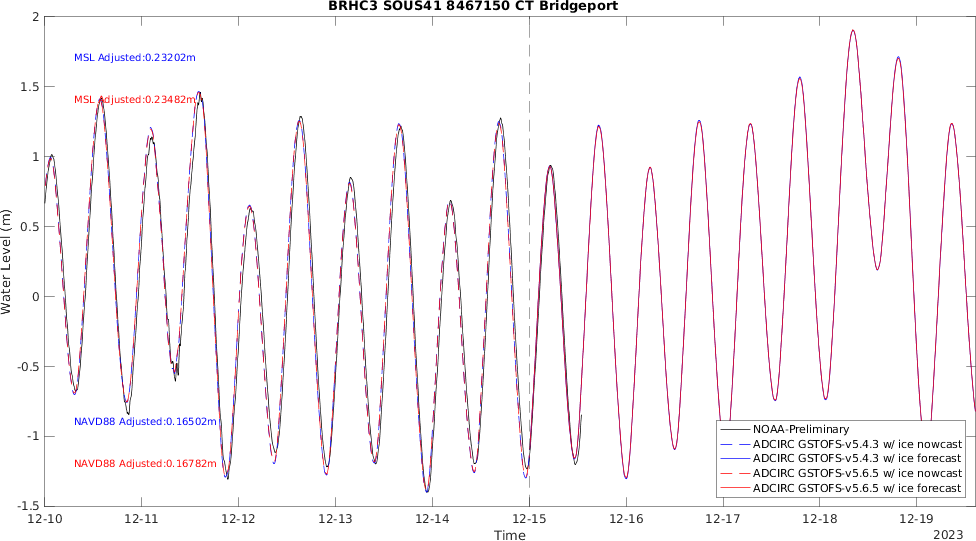 BRHC3 SOUS41 8467150 CT Bridgeport
2
1.5
1
0.5
0
-0.5
-1
-1.5
Water Level (m)
MSL Adjusted:0.23202m
MSL Adjusted:0.23482m
NAVD88 Adjusted:0.16502m
NAVD88 Adjusted:0.16782m
NOAA-Preliminary
ADCIRC GSTOFS-v5.4.3 w/ ice nowcast
ADCIRC GSTOFS-v5.4.3 w/ ice forecast
ADCIRC GSTOFS-v5.6.5 w/ ice nowcast
ADCIRC GSTOFS-v5.6.5 w/ ice forecast
12-10 12-11 12-12 12-13 12-14 12-15 12-16 12-17 12-18 12-19
Time
2023